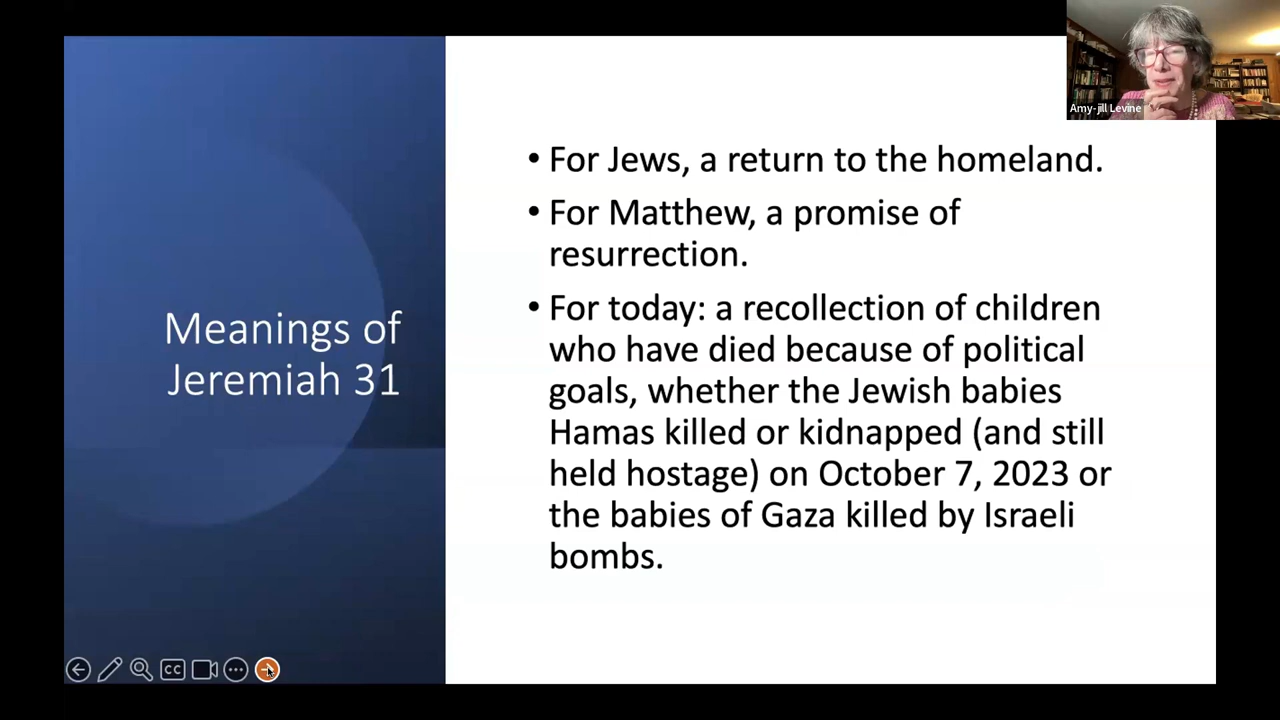 Amy-jill Levine
Meanings of
Jeremiah 31
• For Jews, a return to the homeland.
• For Matthew, a promise of
resurrection.
• For today: a recollection of children
who have died because of political
goals, whether the Jewish babies
Hamas killed or kidnapped (and still
held hostage) on October 7, 2023 or
the babies of Gaza killed by Israeli
bombs.
CC